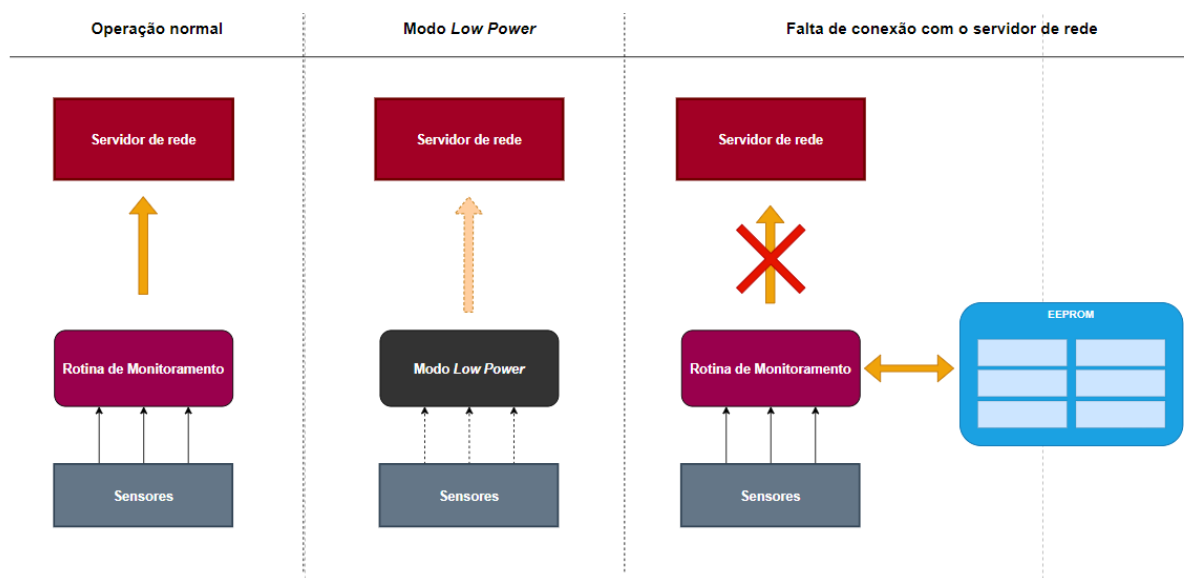 Operação normal
Modo Low Power
Falta de conexão com o servidor de rede
Servidor de rede
Servidor de rede
Servidor de rede
EEPROM
Rotina de Monitoramento
Modo Low Power
Rotina de Monitoramento
Sensores
Sensores
Sensores